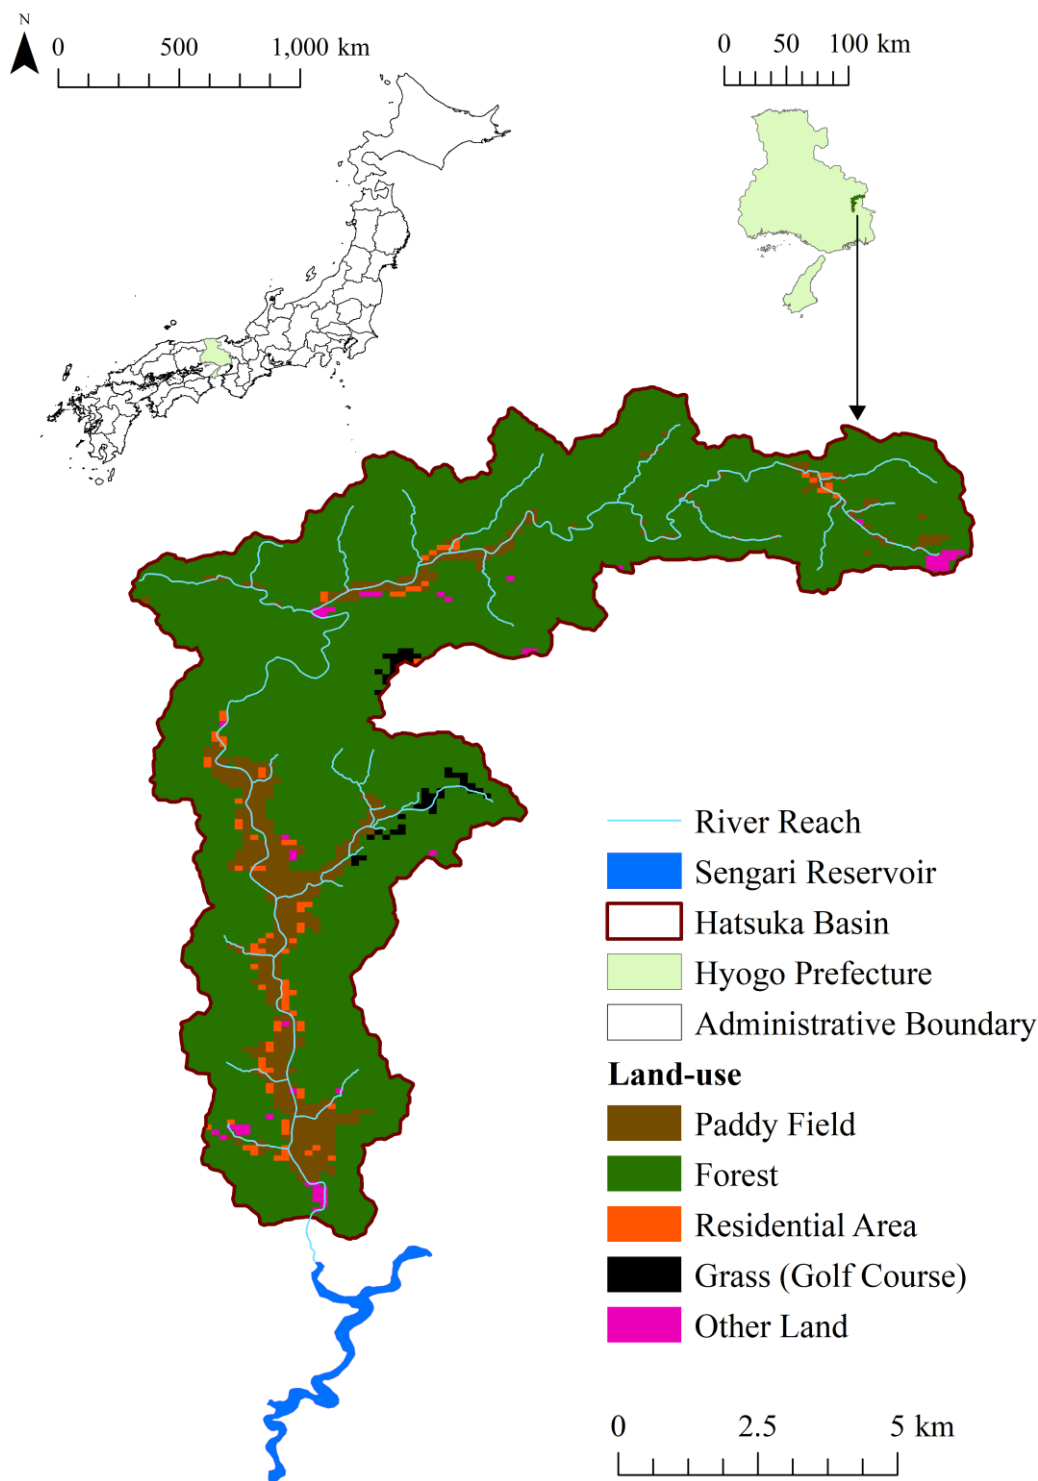 N
0 500 1,000 km
0 50 100 km
River Reach
Sengari Reservoir
Hatsuka Basin
Hyogo Prefecture
Administrative Boundary
Land-use
Paddy Field
Forest
Residential Area
Grass (Golf Course)
Other Land
0 2.5 5 km